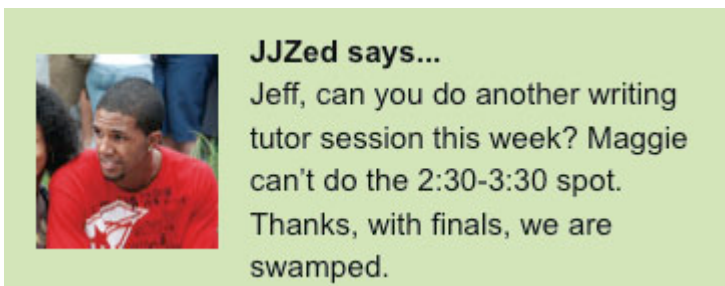 JJZed says...
Jeff, can you do another writing
tutor session this week? Maggie
can't do the 2:30-3:30 spot.
Thanks, with finals, we are
swamped.